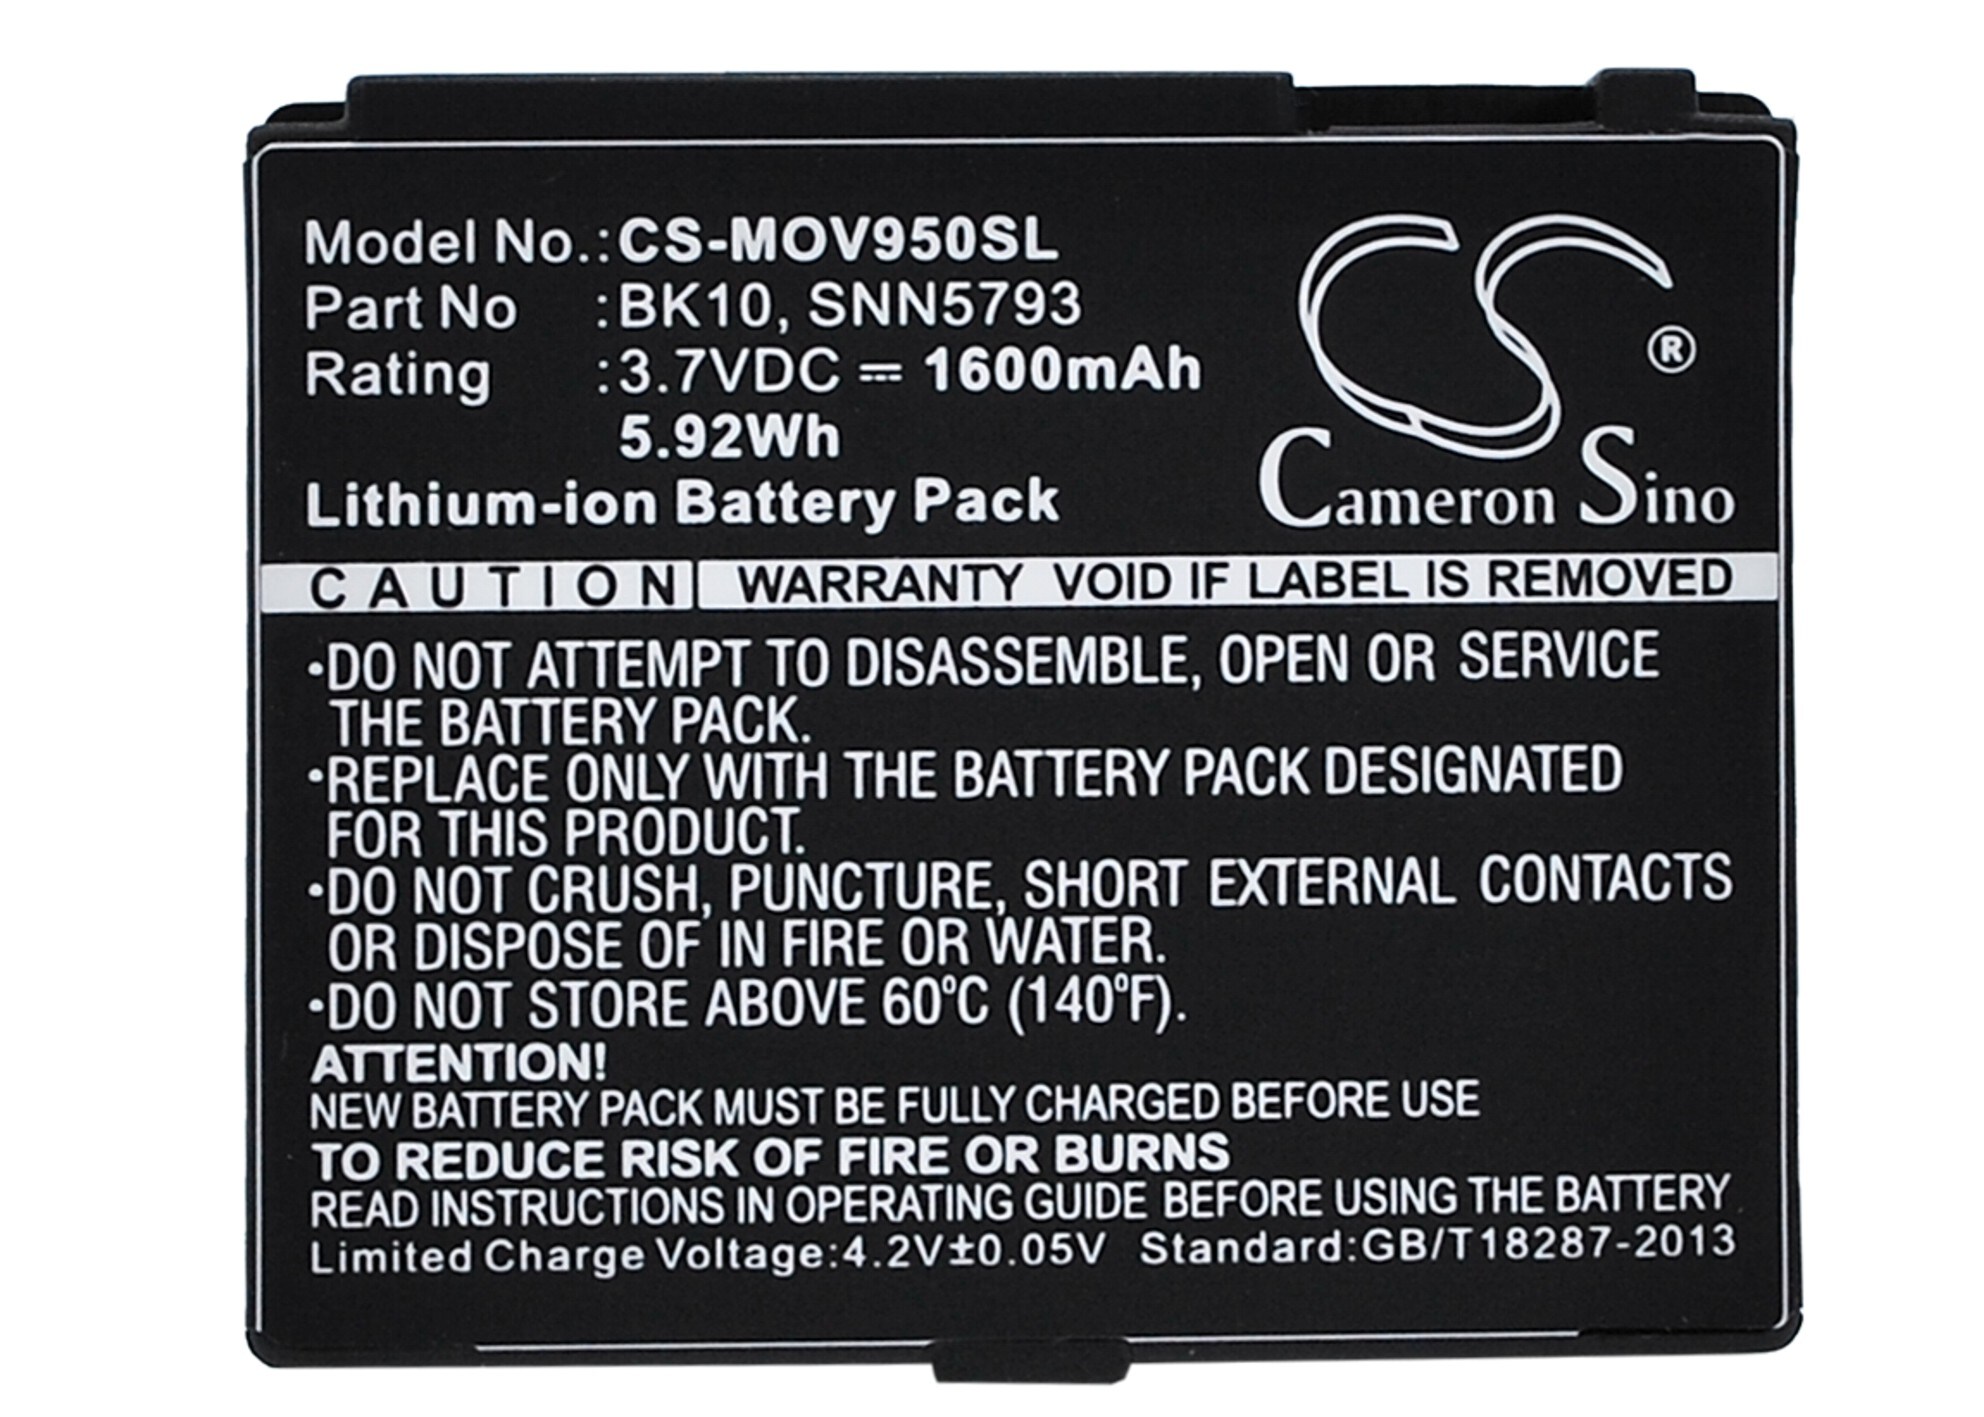 Model No.:CS-MOV950SL
Part No :BK10, SNN5793
Rating :3.7VDC ⎓ 1600mAh
5.92Wh
Lithium-ion Battery Pack
CS ®
Cameron Sino
CAUTION WARRANTY VOID IF LABEL IS REMOVED
•DO NOT ATTEMPT TO DISASSEMBLE, OPEN OR SERVICE
THE BATTERY PACK.
•REPLACE ONLY WITH THE BATTERY PACK DESIGNATED
FOR THIS PRODUCT.
•DO NOT CRUSH, PUNCTURE, SHORT EXTERNAL CONTACTS
OR DISPOSE OF IN FIRE OR WATER.
•DO NOT STORE ABOVE 60°C (140°F).
ATTENTION!
NEW BATTERY PACK MUST BE FULLY CHARGED BEFORE USE
TO REDUCE RISK OF FIRE OR BURNS
READ INSTRUCTIONS IN OPERATING GUIDE BEFORE USING THE BATTERY
Limited Charge Voltage:4.2V±0.05V Standard:GB/T18287-2013